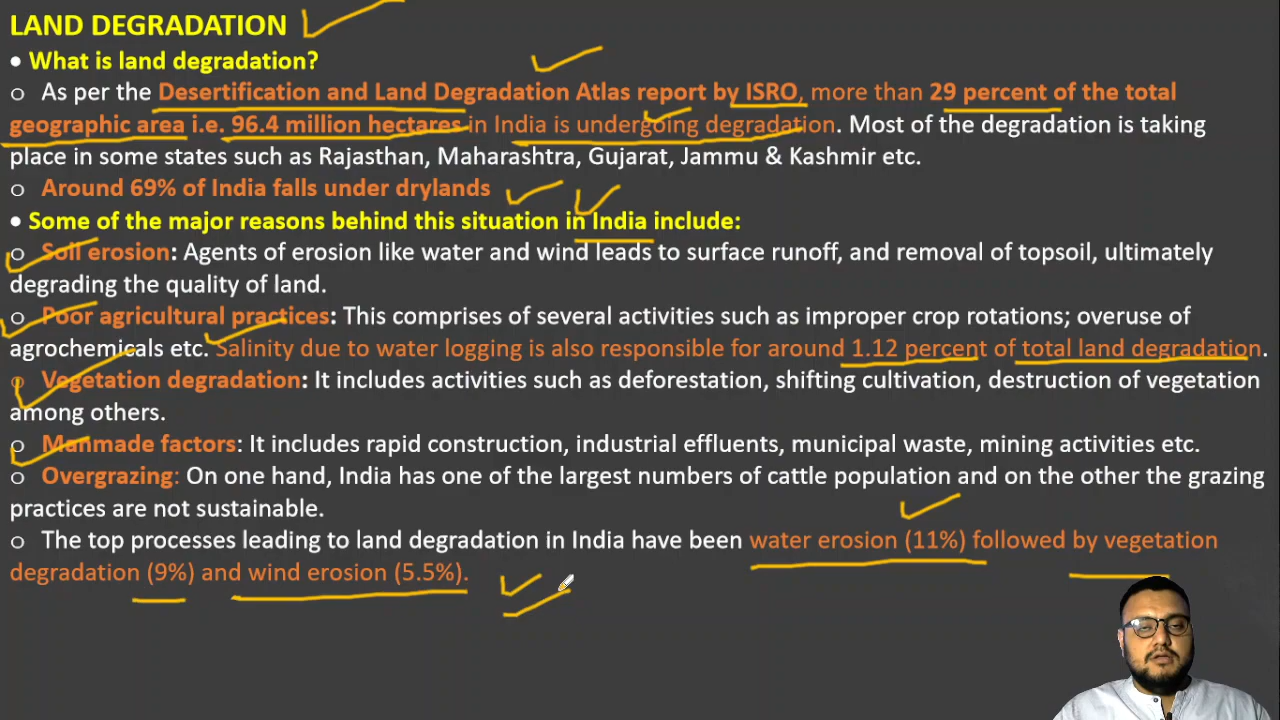 LAND DEGRADATION
• What is land degradation?
o As per the Desertification and Land Degradation Atlas report by ISRO, more than 29 percent of the total
geographic area i.e. 96.4 million hectares in India is undergoing degradation. Most of the degradation is taking
place in some states such as Rajasthan, Maharashtra, Gujarat, Jammu & Kashmir etc.
o Around 69% of India falls under drylands
• Some of the major reasons behind this situation in India include:
o Soil erosion: Agents of erosion like water and wind leads to surface runoff, and removal of topsoil, ultimately
degrading the quality of land.
o Poor agricultural practices: This comprises of several activities such as improper crop rotations; overuse of
agrochemicals etc. Salinity due to water logging is also responsible for around 1.12 percent of total land degradation.
o Vegetation degradation: It includes activities such as deforestation, shifting cultivation, destruction of vegetation
among others.
o Manmade factors: It includes rapid construction, industrial effluents, municipal waste, mining activities etc.
o Overgrazing: On one hand, India has one of the largest numbers of cattle population and on the other the grazing
practices are not sustainable.
o The top processes leading to land degradation in India have been water erosion (11%) followed by vegetation
degradation (9%) and wind erosion (5.5%).